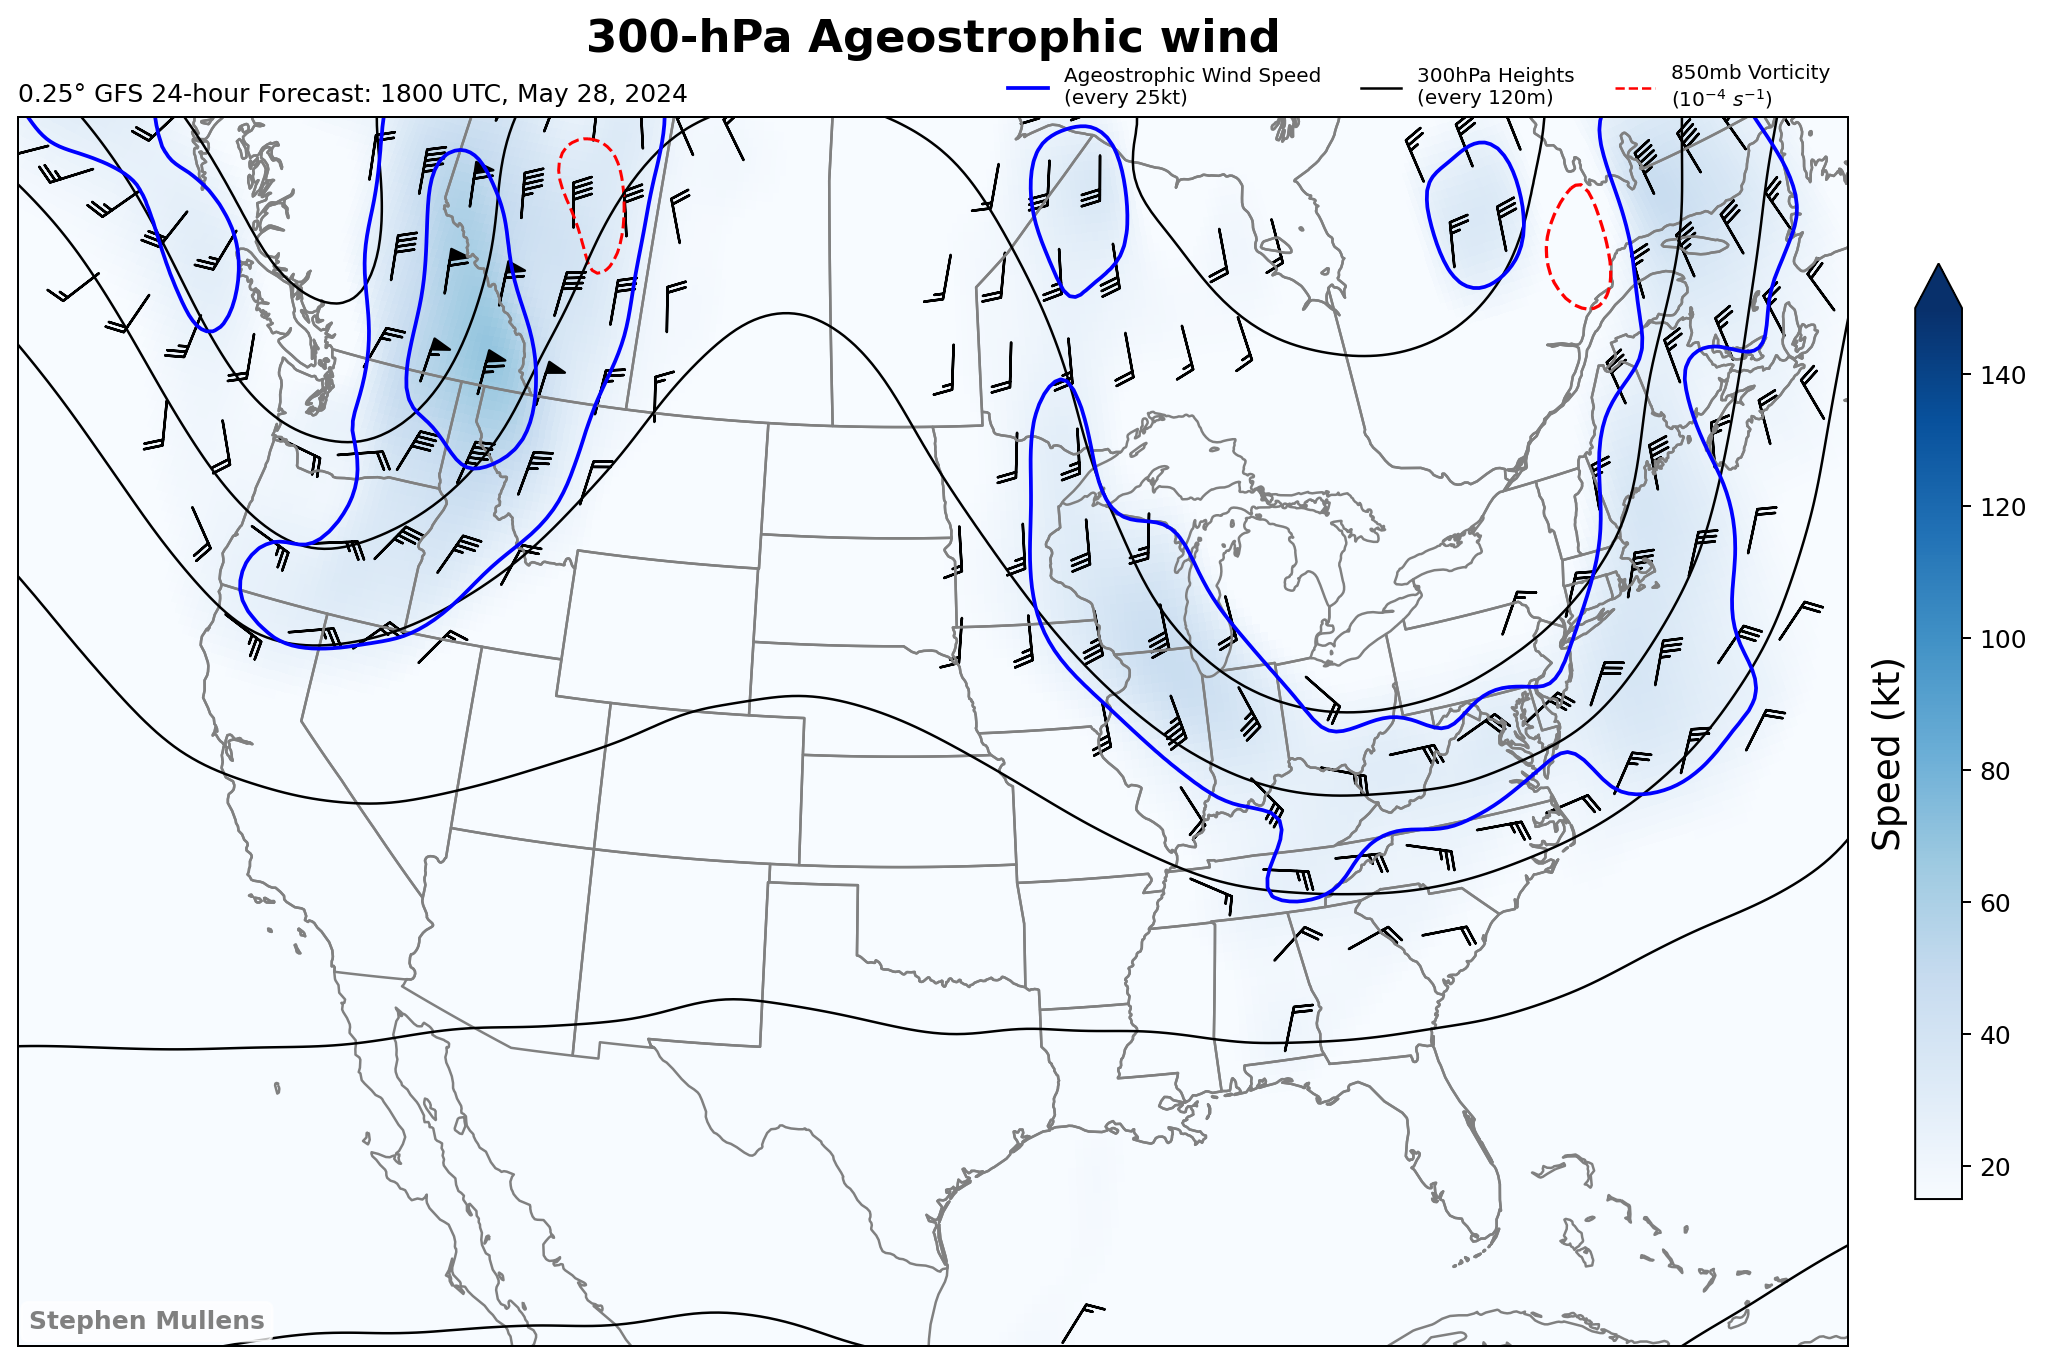 300-hPa Ageostrophic wind
0.25° GFS 24-hour Forecast: 1800 UTC, May 28, 2024
Ageostrophic Wind Speed
(every 25kt)
300hPa Heights
(every 120m)
850mb Vorticity
(10⁻⁴ s⁻¹)
140
120
100
80
60
40
20
Speed (kt)
Stephen Mullens